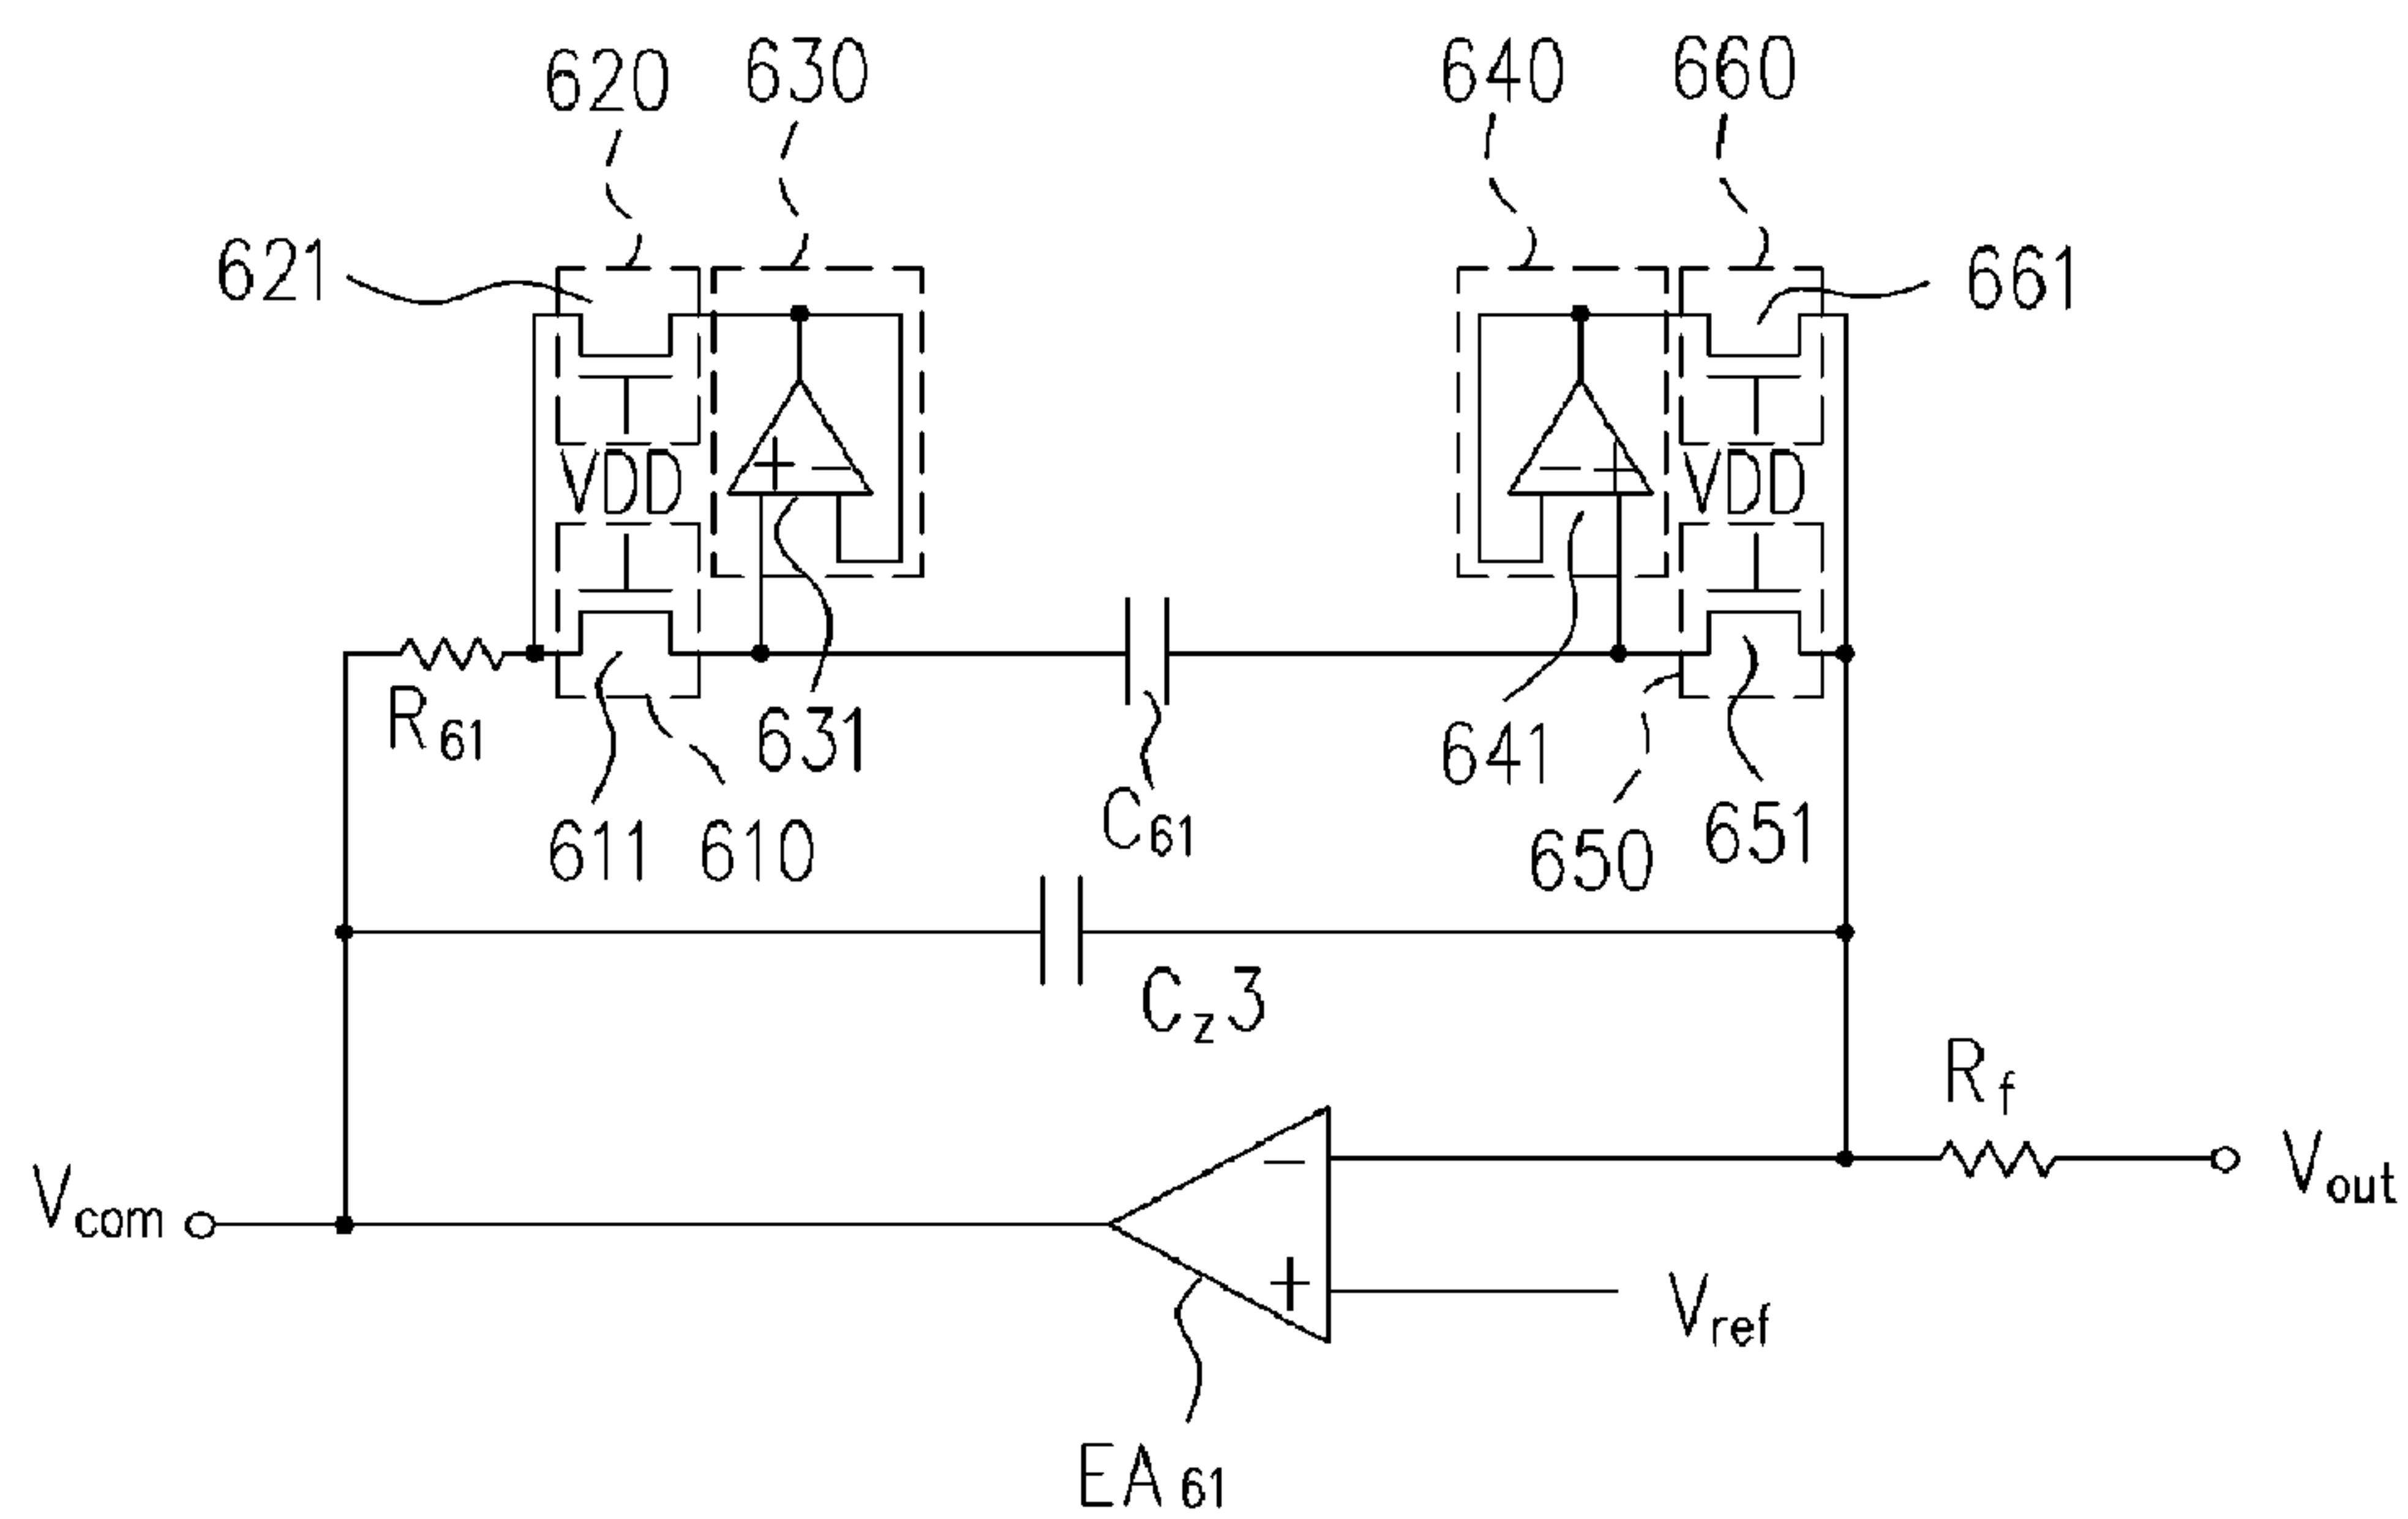 620 630 640 660
621 661
+ − − +
VDD VDD
R61 631 641
C61
611 610 650 651
Cz3
Rf
−
Vcom Vout
+
Vref
EA61